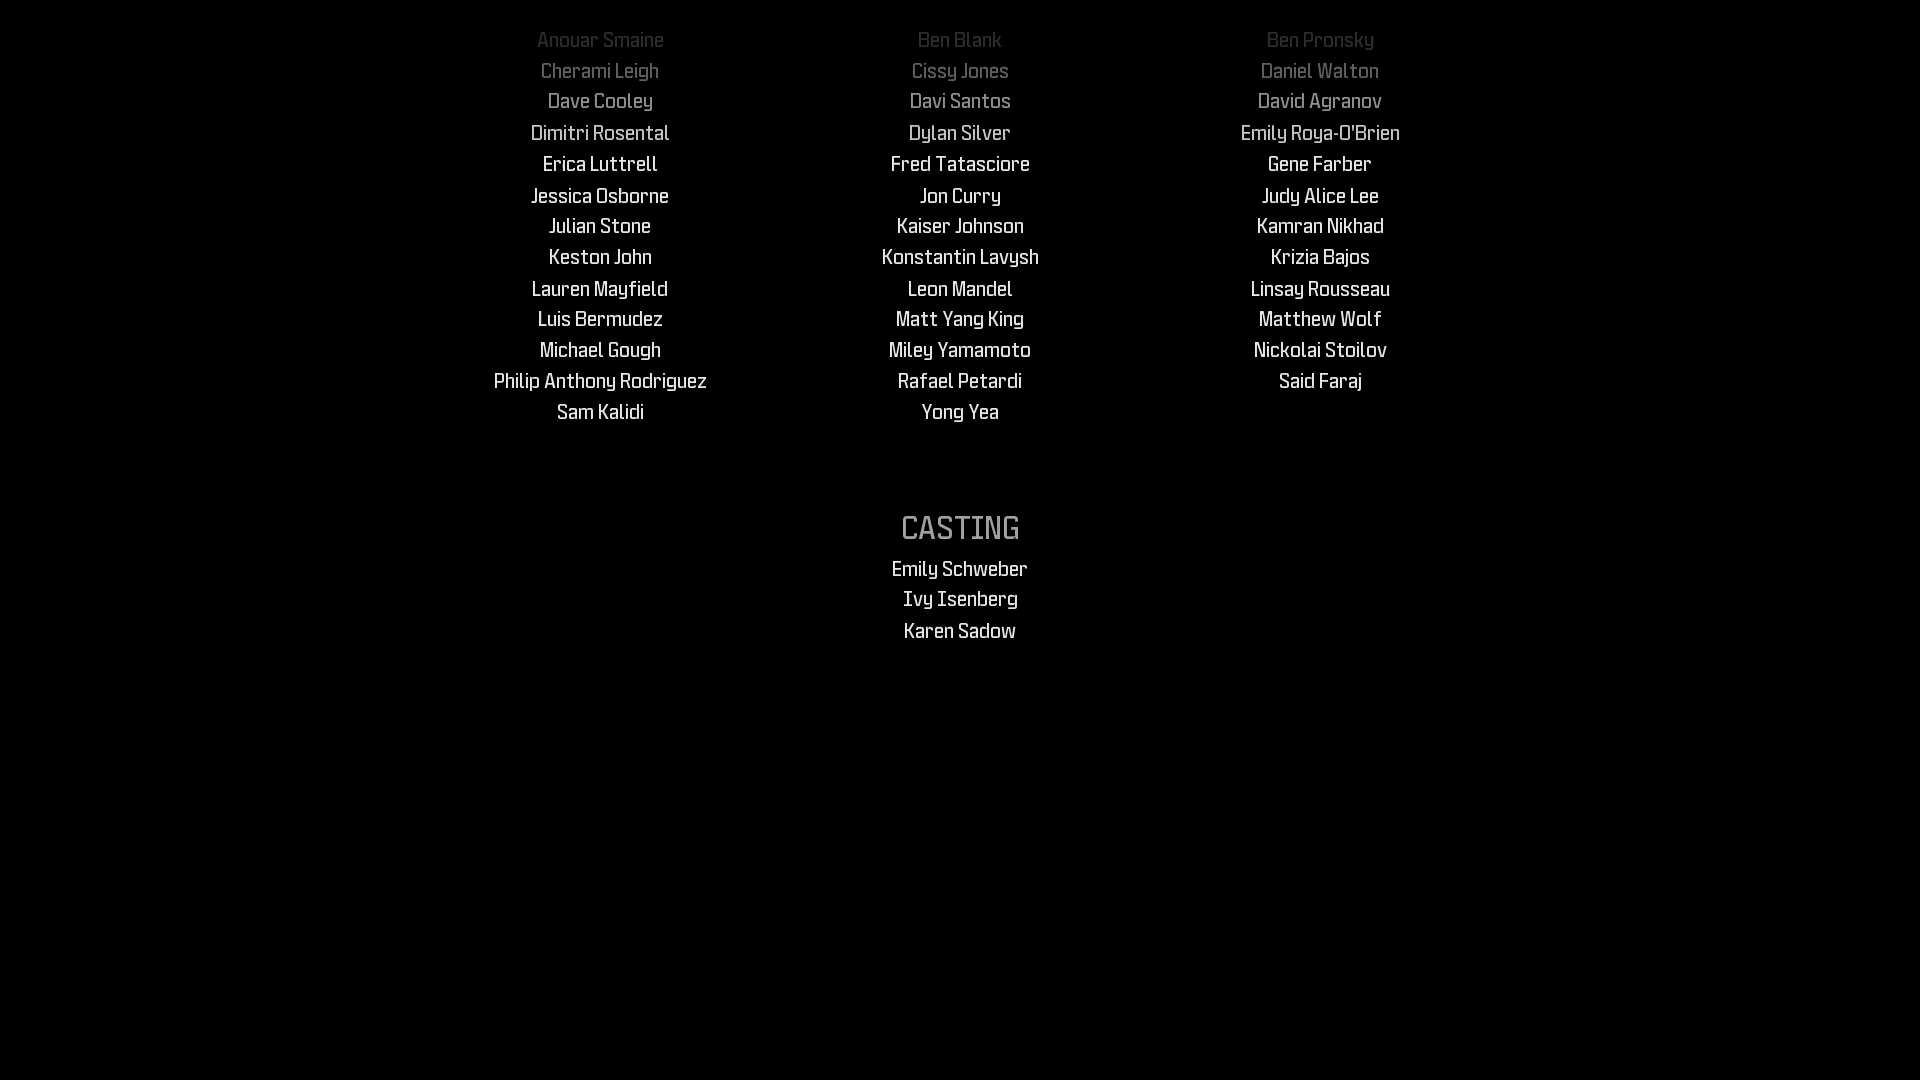 Anouar Smaine Ben Blank Ben Pronsky
Cherami Leigh Cissy Jones Daniel Walton
Dave Cooley Davi Santos David Agranov
Dimitri Rosental Dylan Silver Emily Roya-O'Brien
Erica Luttrell Fred Tatasciore Gene Farber
Jessica Osborne Jon Curry Judy Alice Lee
Julian Stone Kaiser Johnson Kamran Nikhad
Keston John Konstantin Lavysh Krizia Bajos
Lauren Mayfield Leon Mandel Linsay Rousseau
Luis Bermudez Matt Yang King Matthew Wolf
Michael Gough Miley Yamamoto Nickolai Stoilov
Philip Anthony Rodriguez Rafael Petardi Said Faraj
Sam Kalidi Yong Yea
CASTING
Emily Schweber
Ivy Isenberg
Karen Sadow